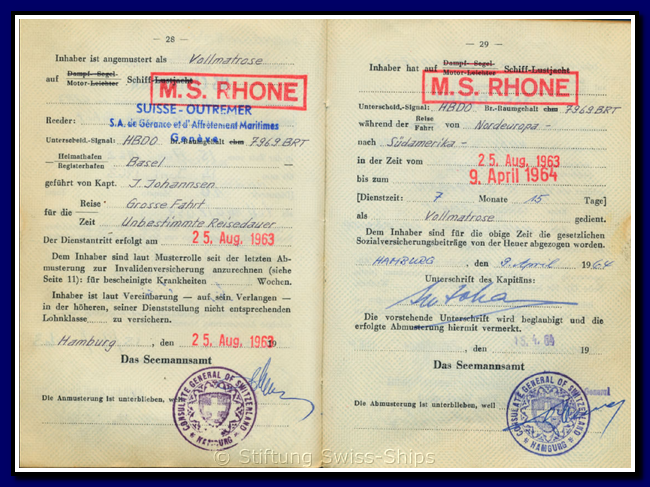 — 28 —
Inhaber ist angemustert als Vollmatrose
auf Dampf- Segel- Motor-Leichter Schiff-Lustjacht
M.S. RHONE
SUISSE-OUTREMER
Reeder: S.A. de Gérance et d'Affrètement Maritimes
Genève
Unterscheid.-Signal: HBDO Br.-Raumgehalt cbm 7969 BRT
Heimathafen
Registerhafen Basel
geführt von Kapt. J. Johannsen
für die Reise Grosse Fahrt
Zeit Unbestimmte Reisedauer
Der Dienstantritt erfolgt am 25. Aug. 1963
Dem Inhaber sind laut Musterrolle seit der letzten Ab-
musterung zur Invalidenversicherung anzurechnen (siehe
Seite 11): für bescheinigte Krankheiten Wochen.
Inhaber ist laut Vereinbarung — auf sein Verlangen —
in der höheren, seiner Dienststellung nicht entsprechenden
Lohnklasse zu versichern.
Hamburg, den 25. Aug. 1963 19
Das Seemannsamt
Die Anmusterung ist unterblieben, weil
CONSULATE GENERAL OF SWITZERLAND
HAMBURG
— 29 —
Inhaber hat auf Dampf- Segel- Motor-Leichter Schiff-Lustjacht
M.S. RHONE
Unterscheid.-Signal: HBDO Br.-Raumgehalt cbm 7969 BRT
während der Reise Fahrt von Nordeuropa -
nach Südamerika -
in der Zeit vom 25. Aug. 1963
bis zum 9. April 1964
[Dienstzeit: 7 Monate 15 Tage]
als Vollmatrose gedient.
Dem Inhaber sind für die obige Zeit die gesetzlichen
Sozialversicherungsbeiträge von der Heuer abgezogen worden.
HAMBURG, den 9. April 1964
Unterschrift des Kapitäns:
Die vorstehende Unterschrift wird beglaubigt und die
erfolgte Abmusterung hiermit vermerkt.
, den 19
Das Seemannsamt
Die Abmusterung ist unterblieben, weil
CONSULATE GENERAL OF SWITZERLAND
HAMBURG
© Stiftung Swiss-Ships